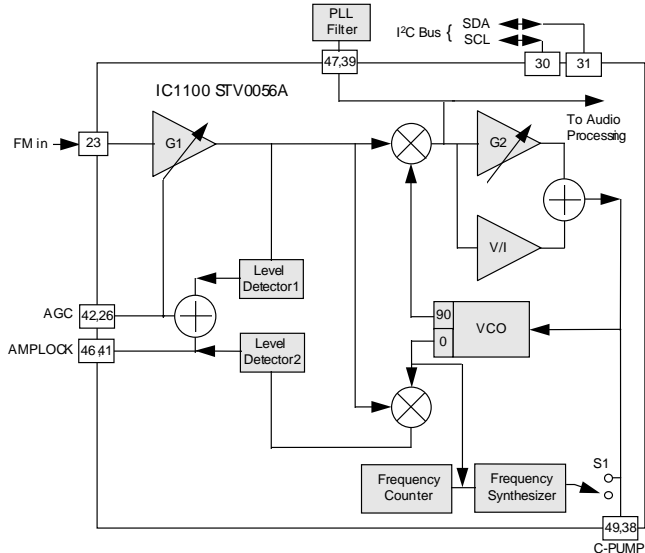 PLL
Filter
I²C Bus {
SDA
SCL
47,39
30
31
IC1100 STV0056A
To Audio
Processing
FM in
23
G1
G2
V/I
Level
Detector1
AGC
42,26
AMPLOCK
46,41
Level
Detector2
90
0
VCO
Frequency
Counter
Frequency
Synthesizer
S1
49,38
C-PUMP